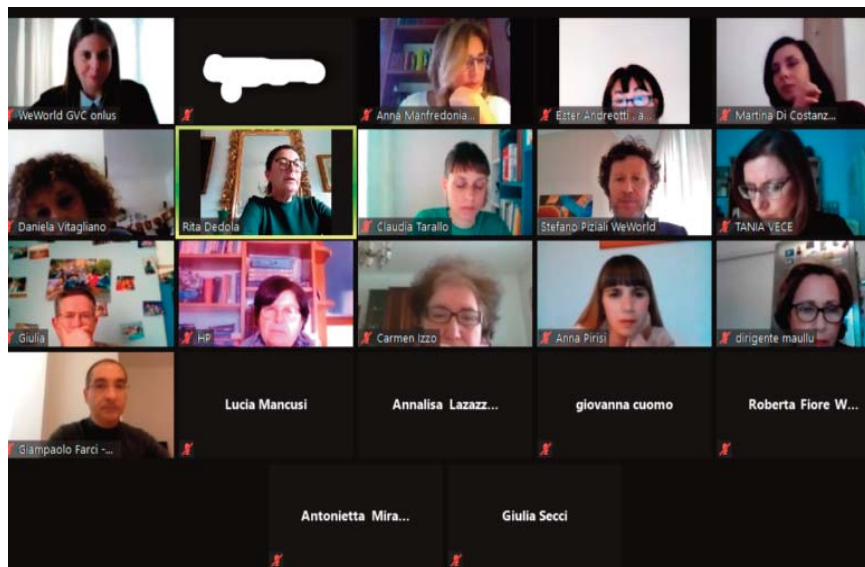 WeWorld GVC onlus
Anna Manfredonia...
Ester Andreotti , a...
Martina Di Costanz...
Daniela Vitagliano
Rita Dedola
Claudia Tarallo
Stefano Piziali WeWorld
TANIA VECE
Giulia
HP
Carmen Izzo
Anna Pirisi
dirigente maullu
Giampaolo Farci -...
Lucia Mancusi
Annalisa Lazazz...
giovanna cuomo
Roberta Fiore W...
Antonietta Mira...
Giulia Secci